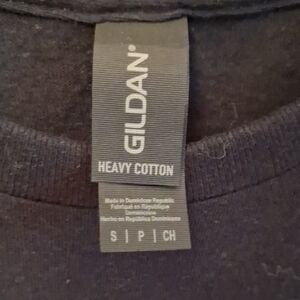 GILDAN®
HEAVY COTTON
Made in Dominican Republic
Fabriqué en République
Dominicaine
Hecho en República Dominicana
S | P | CH